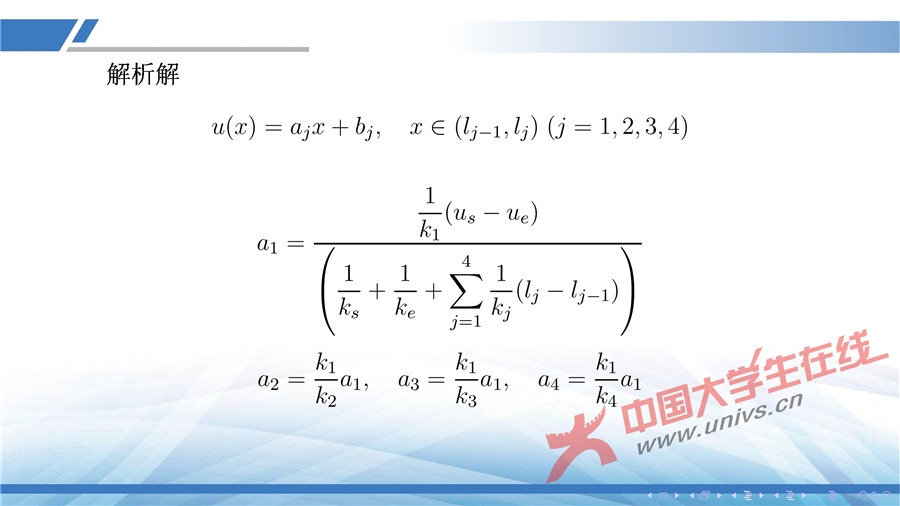 解析解
u(x) = a_j x + b_j,  x ∈ (l_{j−1}, l_j) (j = 1, 2, 3, 4)
a_1 = \frac{\frac{1}{k_1}(u_s − u_e)}{\left(\frac{1}{k_s} + \frac{1}{k_e} + \sum_{j=1}^{4} \frac{1}{k_j}(l_j − l_{j−1})\right)}
a_2 = \frac{k_1}{k_2}a_1,  a_3 = \frac{k_1}{k_3}a_1,  a_4 = \frac{k_1}{k_4}a_1
中国大学生在线
www.univs.cn